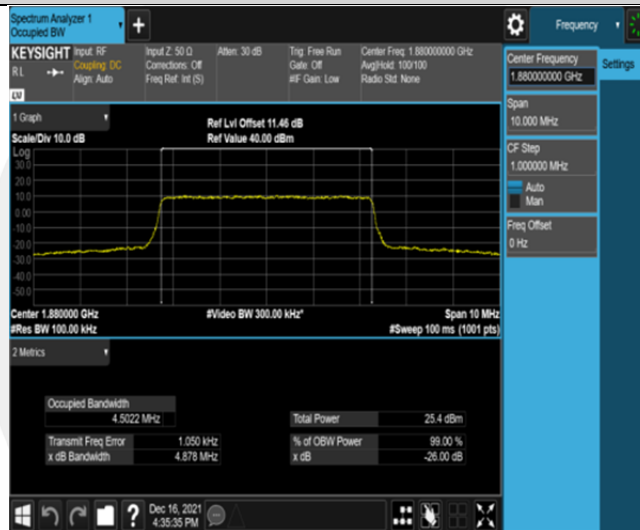 Spectrum Analyzer 1
Occupied BW
Frequency
KEYSIGHT
Input: RF
Input Z: 50 Ω
Atten: 30 dB
Trig: Free Run
Center Freq: 1.880000000 GHz
RL
Coupling: DC
Corrections: Off
Gate: Off
Avg|Hold: 100/100
Align: Auto
Freq Ref: Int (S)
#IF Gain: Low
Radio Std: None
LXI
Center Frequency
1.880000000 GHz
Settings
Span
10.000 MHz
CF Step
1.000000 MHz
Auto
Man
Freq Offset
0 Hz
1 Graph
Ref Lvl Offset 11.46 dB
Scale/Div 10.0 dB
Ref Value 40.00 dBm
Log
30.0
20.0
10.0
0.00
-10.0
-20.0
-30.0
-40.0
-50.0
Center 1.880000 GHz
#Video BW 300.00 kHz*
Span 10 MHz
#Res BW 100.00 kHz
#Sweep 100 ms (1001 pts)
2 Metrics
Occupied Bandwidth
4.5022 MHz
Total Power
25.4 dBm
Transmit Freq Error
1.050 kHz
% of OBW Power
99.00 %
x dB Bandwidth
4.878 MHz
x dB
-26.00 dB
Dec 16, 2021
4:35:35 PM